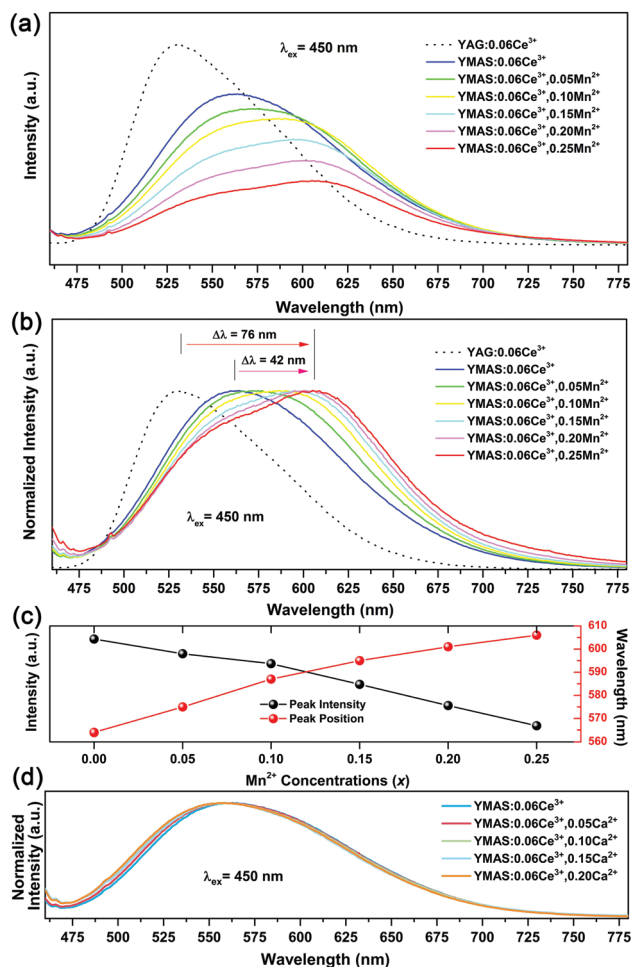 (a)
λex= 450 nm
YAG:0.06Ce³⁺
YMAS:0.06Ce³⁺
YMAS:0.06Ce³⁺,0.05Mn²⁺
YMAS:0.06Ce³⁺,0.10Mn²⁺
YMAS:0.06Ce³⁺,0.15Mn²⁺
YMAS:0.06Ce³⁺,0.20Mn²⁺
YMAS:0.06Ce³⁺,0.25Mn²⁺
Intensity (a.u.)
475 500 525 550 575 600 625 650 675 700 725 750 775
Wavelength (nm)
(b)
Δλ = 76 nm
Δλ = 42 nm
YAG:0.06Ce³⁺
YMAS:0.06Ce³⁺
YMAS:0.06Ce³⁺,0.05Mn²⁺
YMAS:0.06Ce³⁺,0.10Mn²⁺
YMAS:0.06Ce³⁺,0.15Mn²⁺
YMAS:0.06Ce³⁺,0.20Mn²⁺
YMAS:0.06Ce³⁺,0.25Mn²⁺
λex= 450 nm
Normalized Intensity (a.u.)
475 500 525 550 575 600 625 650 675 700 725 750 775
Wavelength (nm)
(c)
Intensity (a.u.)
Peak Intensity
Peak Position
610
600
590
580
570
560
Wavelength (nm)
0.00 0.05 0.10 0.15 0.20 0.25
Mn²⁺ Concentrations (x)
(d)
YMAS:0.06Ce³⁺
YMAS:0.06Ce³⁺,0.05Ca²⁺
YMAS:0.06Ce³⁺,0.10Ca²⁺
YMAS:0.06Ce³⁺,0.15Ca²⁺
YMAS:0.06Ce³⁺,0.20Ca²⁺
λex= 450 nm
Normalized
Intensity (a.u.)
475 500 525 550 575 600 625 650 675 700 725 750 775
Wavelength (nm)